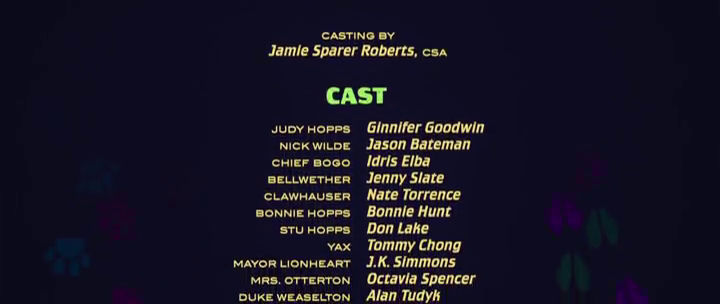 CASTING BY
Jamie Sparer Roberts, CSA
CAST
JUDY HOPPS Ginnifer Goodwin
NICK WILDE Jason Bateman
CHIEF BOGO Idris Elba
BELLWETHER Jenny Slate
CLAWHAUSER Nate Torrence
BONNIE HOPPS Bonnie Hunt
STU HOPPS Don Lake
YAX Tommy Chong
MAYOR LIONHEART J.K. Simmons
MRS. OTTERTON Octavia Spencer
DUKE WEASELTON Alan Tudyk